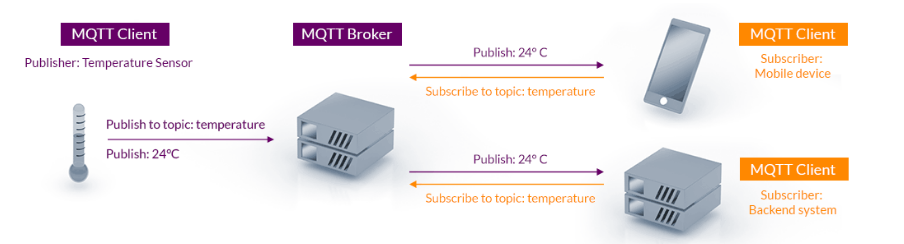 MQTT Client
Publisher: Temperature Sensor
Publish to topic: temperature
Publish: 24°C
MQTT Broker
Publish: 24° C
Subscribe to topic: temperature
MQTT Client
Subscriber:
Mobile device
Publish: 24° C
Subscribe to topic: temperature
MQTT Client
Subscriber:
Backend system